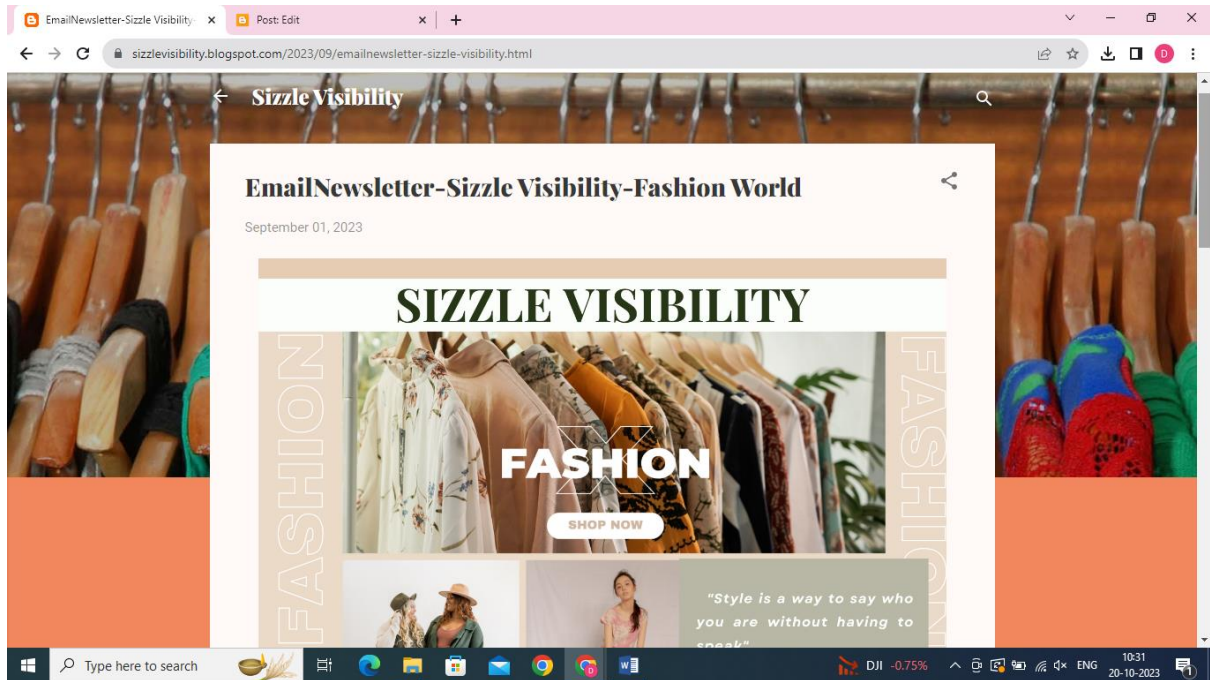 EmailNewsletter-Sizzle Visibility-
Post: Edit
sizzlevisibility.blogspot.com/2023/09/emailnewsletter-sizzle-visibility.html
D
Sizzle Visibility
EmailNewsletter-Sizzle Visibility-Fashion World
September 01, 2023
SIZZLE VISIBILITY
FASHION
FASHION
X
FASHION
SHOP NOW
"Style is a way to say who
you are without having to
speak"
Type here to search
DJI -0.75%
ENG
10:31
20-10-2023
1